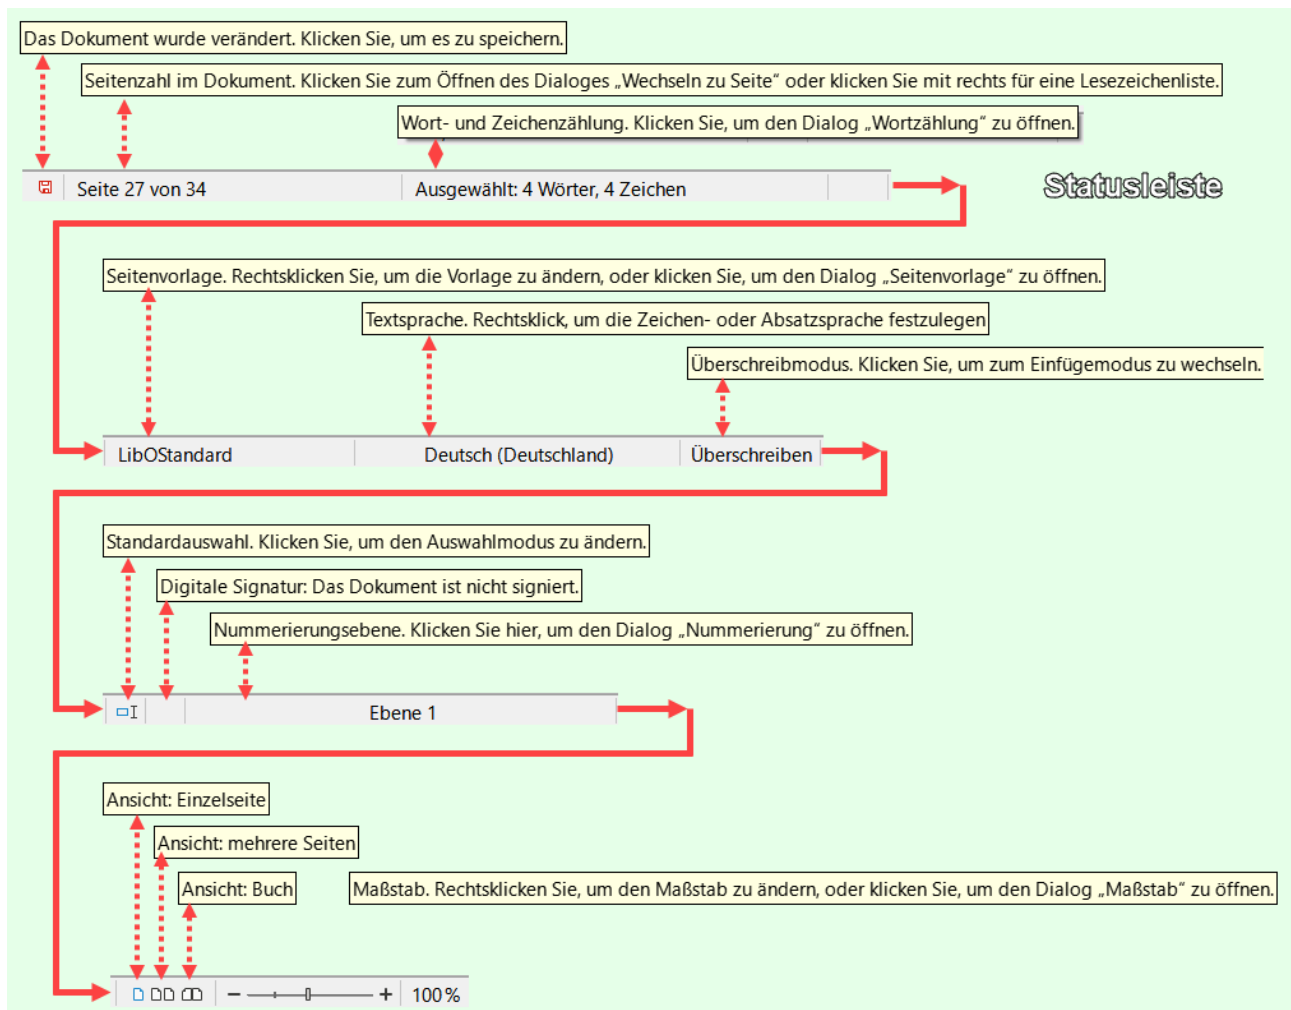 Das Dokument wurde verändert. Klicken Sie, um es zu speichern.
Seitenzahl im Dokument. Klicken Sie zum Öffnen des Dialoges „Wechseln zu Seite“ oder klicken Sie mit rechts für eine Lesezeichenliste.
Wort- und Zeichenzählung. Klicken Sie, um den Dialog „Wortzählung“ zu öffnen.
Seite 27 von 34
Ausgewählt: 4 Wörter, 4 Zeichen
Statusleiste
Seitenvorlage. Rechtsklicken Sie, um die Vorlage zu ändern, oder klicken Sie, um den Dialog „Seitenvorlage“ zu öffnen.
Textsprache. Rechtsklick, um die Zeichen- oder Absatzsprache festzulegen
Überschreibmodus. Klicken Sie, um zum Einfügemodus zu wechseln.
LibOStandard
Deutsch (Deutschland)
Überschreiben
Standardauswahl. Klicken Sie, um den Auswahlmodus zu ändern.
Digitale Signatur: Das Dokument ist nicht signiert.
Nummerierungsebene. Klicken Sie hier, um den Dialog „Nummerierung“ zu öffnen.
Ebene 1
Ansicht: Einzelseite
Ansicht: mehrere Seiten
Ansicht: Buch
Maßstab. Rechtsklicken Sie, um den Maßstab zu ändern, oder klicken Sie, um den Dialog „Maßstab“ zu öffnen.
100 %